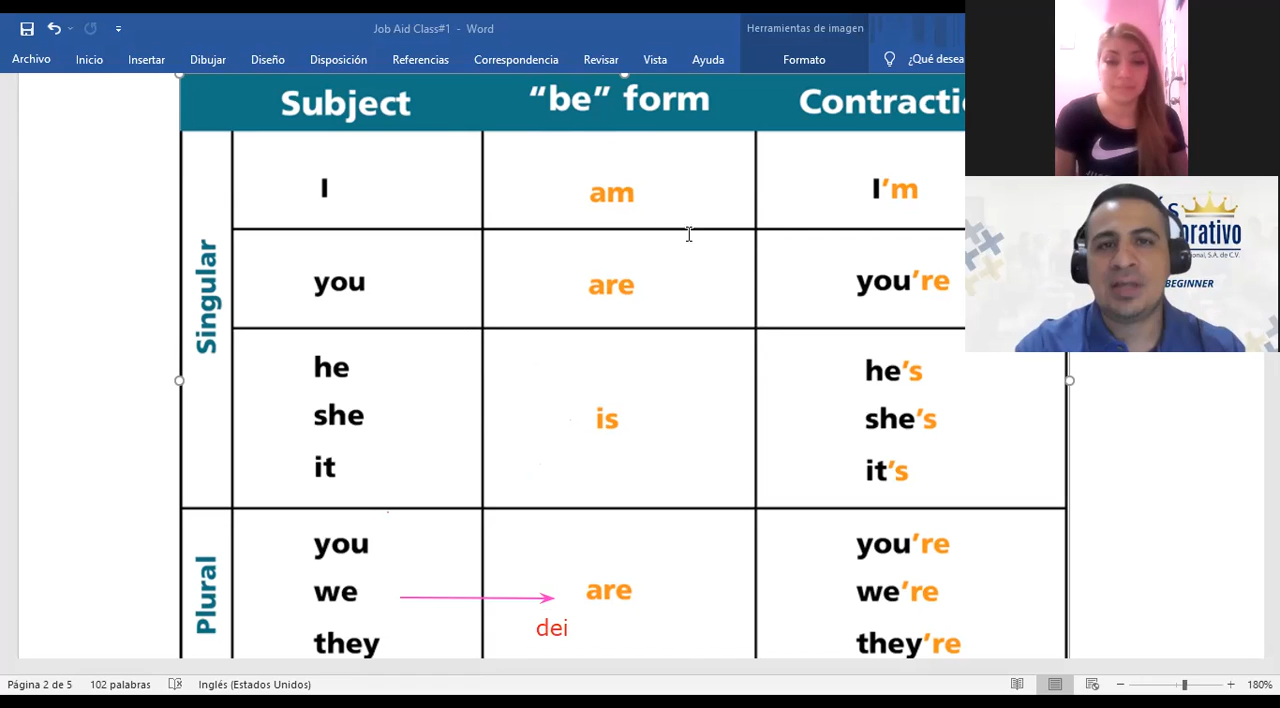 Job Aid Class#1 - Word
Herramientas de imagen
Archivo Inicio Insertar Dibujar Diseño Disposición Referencias Correspondencia Revisar Vista Ayuda Formato ¿Qué desea
Subject "be" form Contractio
Singular
I am I'm
you are you're
he he's
she is she's
it it's
Plural
you you're
we are we're
dei
they they're
BEGINNER
Página 2 de 5 102 palabras Inglés (Estados Unidos) 180%